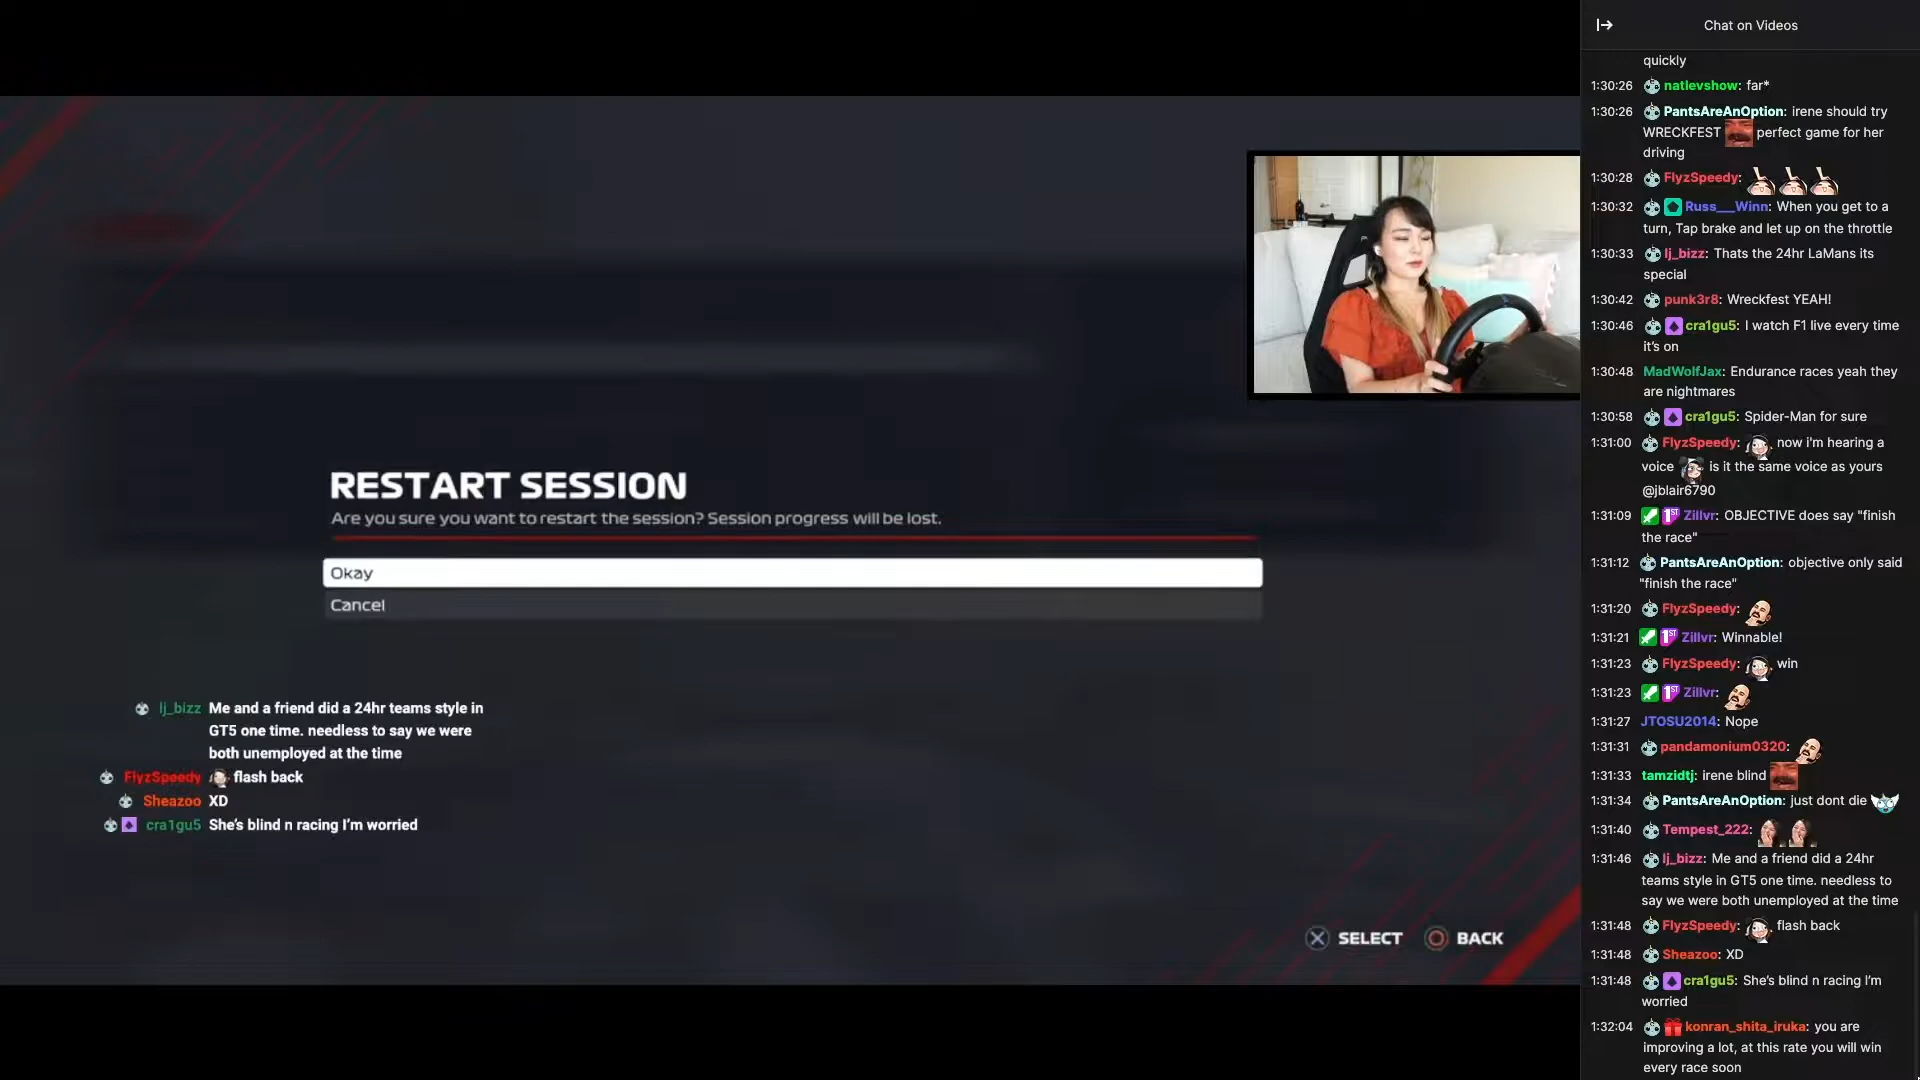 RESTART SESSION
Are you sure you want to restart the session? Session progress will be lost.
Okay
Cancel
lj_bizz Me and a friend did a 24hr teams style in
GT5 one time. needless to say we were
both unemployed at the time
FlyzSpeedy flash back
Sheazoo XD
cra1gu5 She's blind n racing I'm worried
SELECT BACK
Chat on Videos
quickly
1:30:26 natlevshow: far*
1:30:26 PantsAreAnOption: irene should try
WRECKFEST perfect game for her
driving
1:30:28 FlyzSpeedy:
1:30:32 Russ___Winn: When you get to a
turn, Tap brake and let up on the throttle
1:30:33 lj_bizz: Thats the 24hr LaMans its
special
1:30:42 punk3r8: Wreckfest YEAH!
1:30:46 cra1gu5: I watch F1 live every time
it's on
1:30:48 MadWolfJax: Endurance races yeah they
are nightmares
1:30:58 cra1gu5: Spider-Man for sure
1:31:00 FlyzSpeedy: now i'm hearing a
voice is it the same voice as yours
@jblair6790
1:31:09 1ST Zillvr: OBJECTIVE does say "finish
the race"
1:31:12 PantsAreAnOption: objective only said
"finish the race"
1:31:20 FlyzSpeedy:
1:31:21 1ST Zillvr: Winnable!
1:31:23 FlyzSpeedy: win
1:31:23 1ST Zillvr:
1:31:27 JTOSU2014: Nope
1:31:31 pandamonium0320:
1:31:33 tamzidtj: irene blind
1:31:34 PantsAreAnOption: just dont die
1:31:40 Tempest_222:
1:31:46 lj_bizz: Me and a friend did a 24hr
teams style in GT5 one time. needless to
say we were both unemployed at the time
1:31:48 FlyzSpeedy: flash back
1:31:48 Sheazoo: XD
1:31:48 cra1gu5: She's blind n racing I'm
worried
1:32:04 konran_shita_iruka: you are
improving a lot, at this rate you will win
every race soon